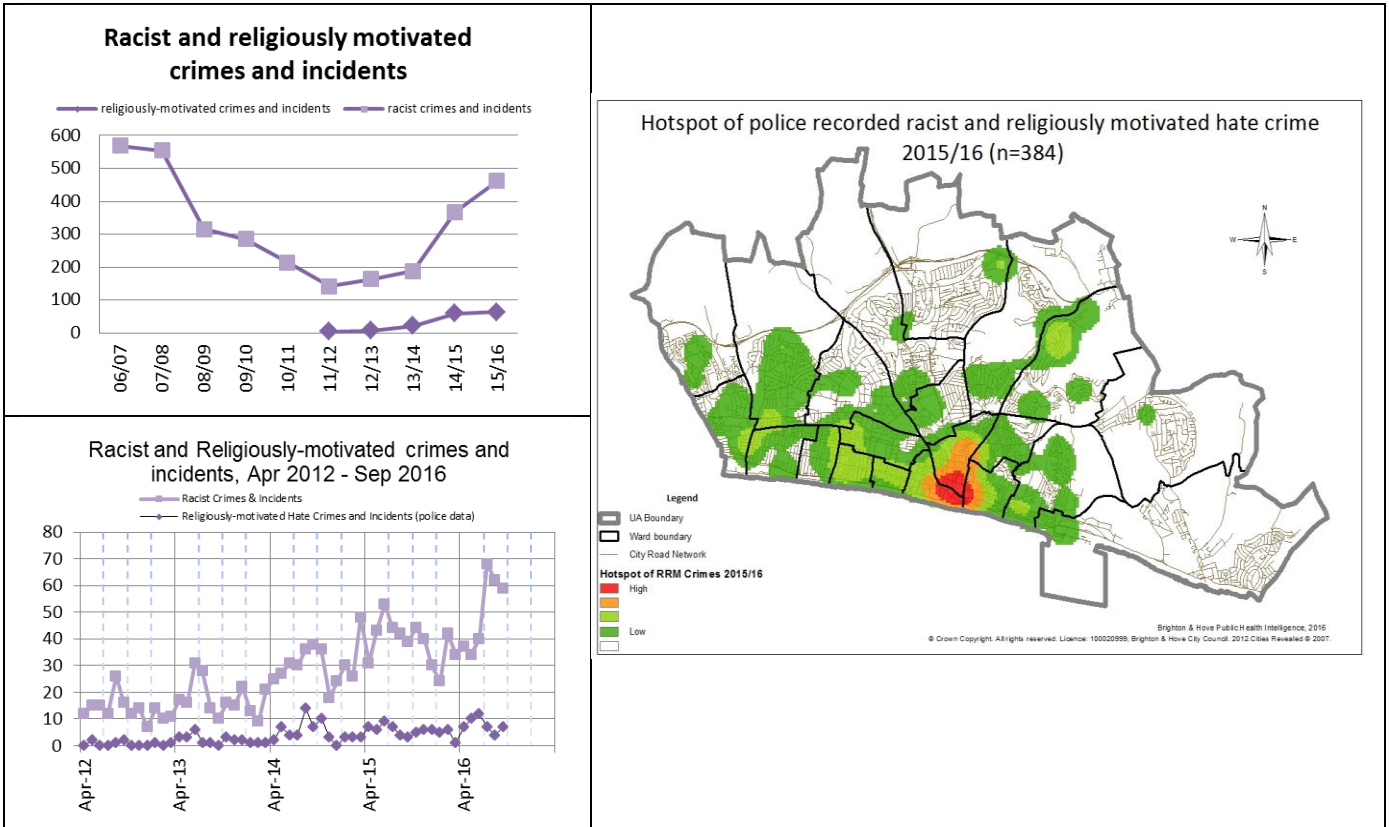 Racist and religiously motivated
crimes and incidents
religiously-motivated crimes and incidents racist crimes and incidents
600
500
400
300
200
100
0
06/07 07/08 08/09 09/10 10/11 11/12 12/13 13/14 14/15 15/16
Racist and Religiously-motivated crimes and
incidents, Apr 2012 - Sep 2016
Racist Crimes & Incidents
Religiously-motivated Hate Crimes and Incidents (police data)
80
70
60
50
40
30
20
10
0
Apr-12 Apr-13 Apr-14 Apr-15 Apr-16
Hotspot of police recorded racist and religiously motivated hate crime
2015/16 (n=384)
N
W E
S
Legend
UA Boundary
Ward boundary
City Road Network
Hotspot of RRM Crimes 2015/16
High
Low
Brighton & Hove Public Health Intelligence, 2016
© Crown Copyright. All rights reserved. Licence: 100020999, Brighton & Hove City Council. 2012.Cities Revealed © 2007.